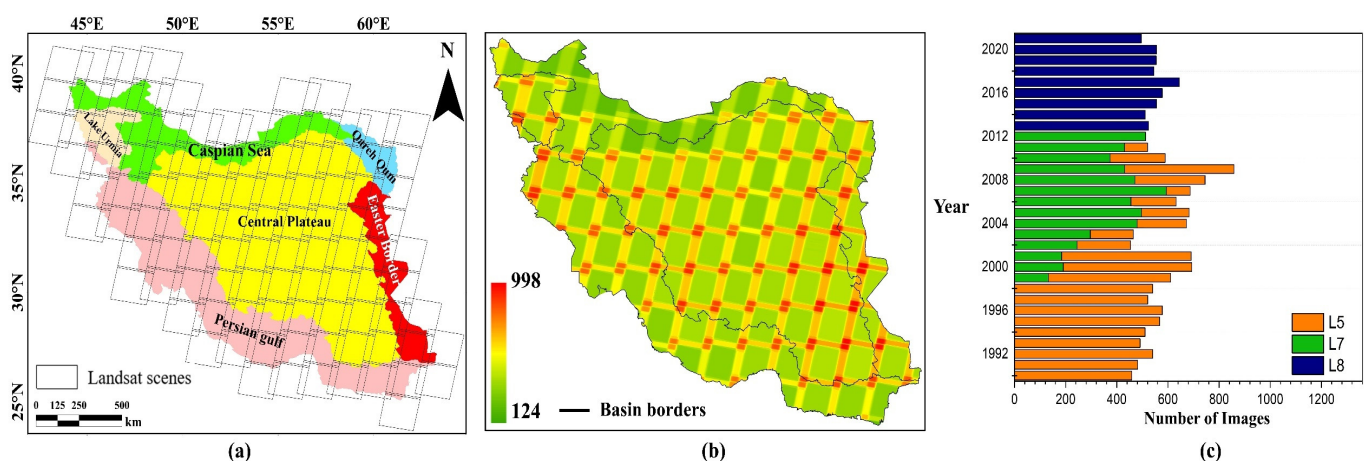 45°E 50°E 55°E 60°E
40°N
35°N
30°N
25°N
N
Lake Urmia
Caspian Sea
Qareh Qum
Central Plateau
Easter Border
Persian gulf
Landsat scenes
0 125 250 500
km
(a)
998
124
Basin borders
(b)
Year
2020
2016
2012
2008
2004
2000
1996
1992
L5
L7
L8
0 200 400 600 800 1000 1200
Number of Images
(c)